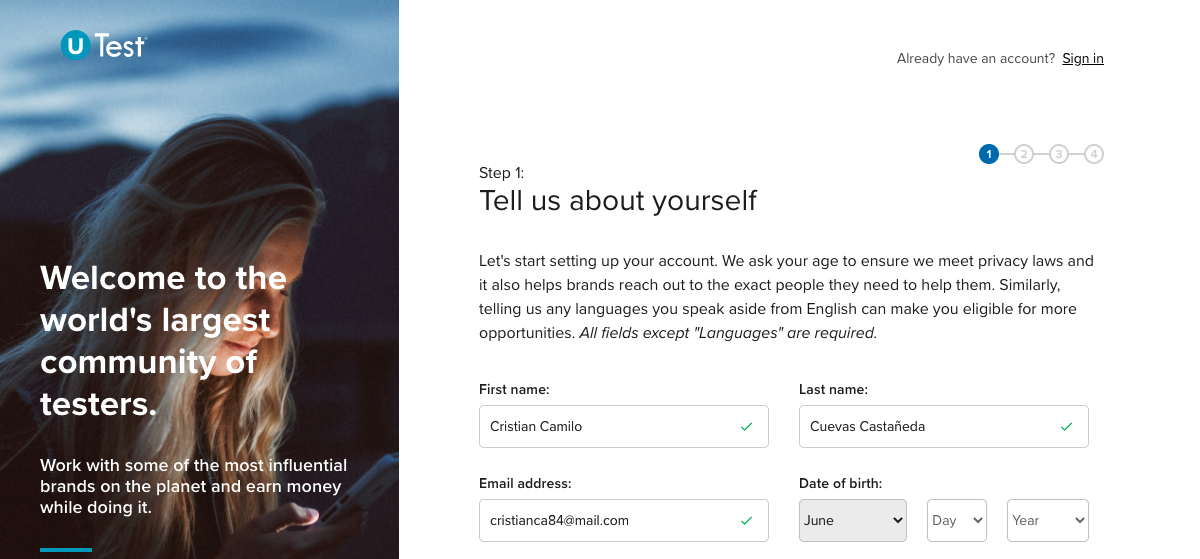 U Test
Already have an account? Sign in
1 2 3 4
Step 1:
Tell us about yourself
Welcome to the
world's largest
community of
testers.
Work with some of the most influential
brands on the planet and earn money
while doing it.
Let's start setting up your account. We ask your age to ensure we meet privacy laws and
it also helps brands reach out to the exact people they need to help them. Similarly,
telling us any languages you speak aside from English can make you eligible for more
opportunities. All fields except "Languages" are required.
First name:
Last name:
Cristian Camilo
Cuevas Castañeda
Email address:
Date of birth:
cristianca84@mail.com
June
Day
Year